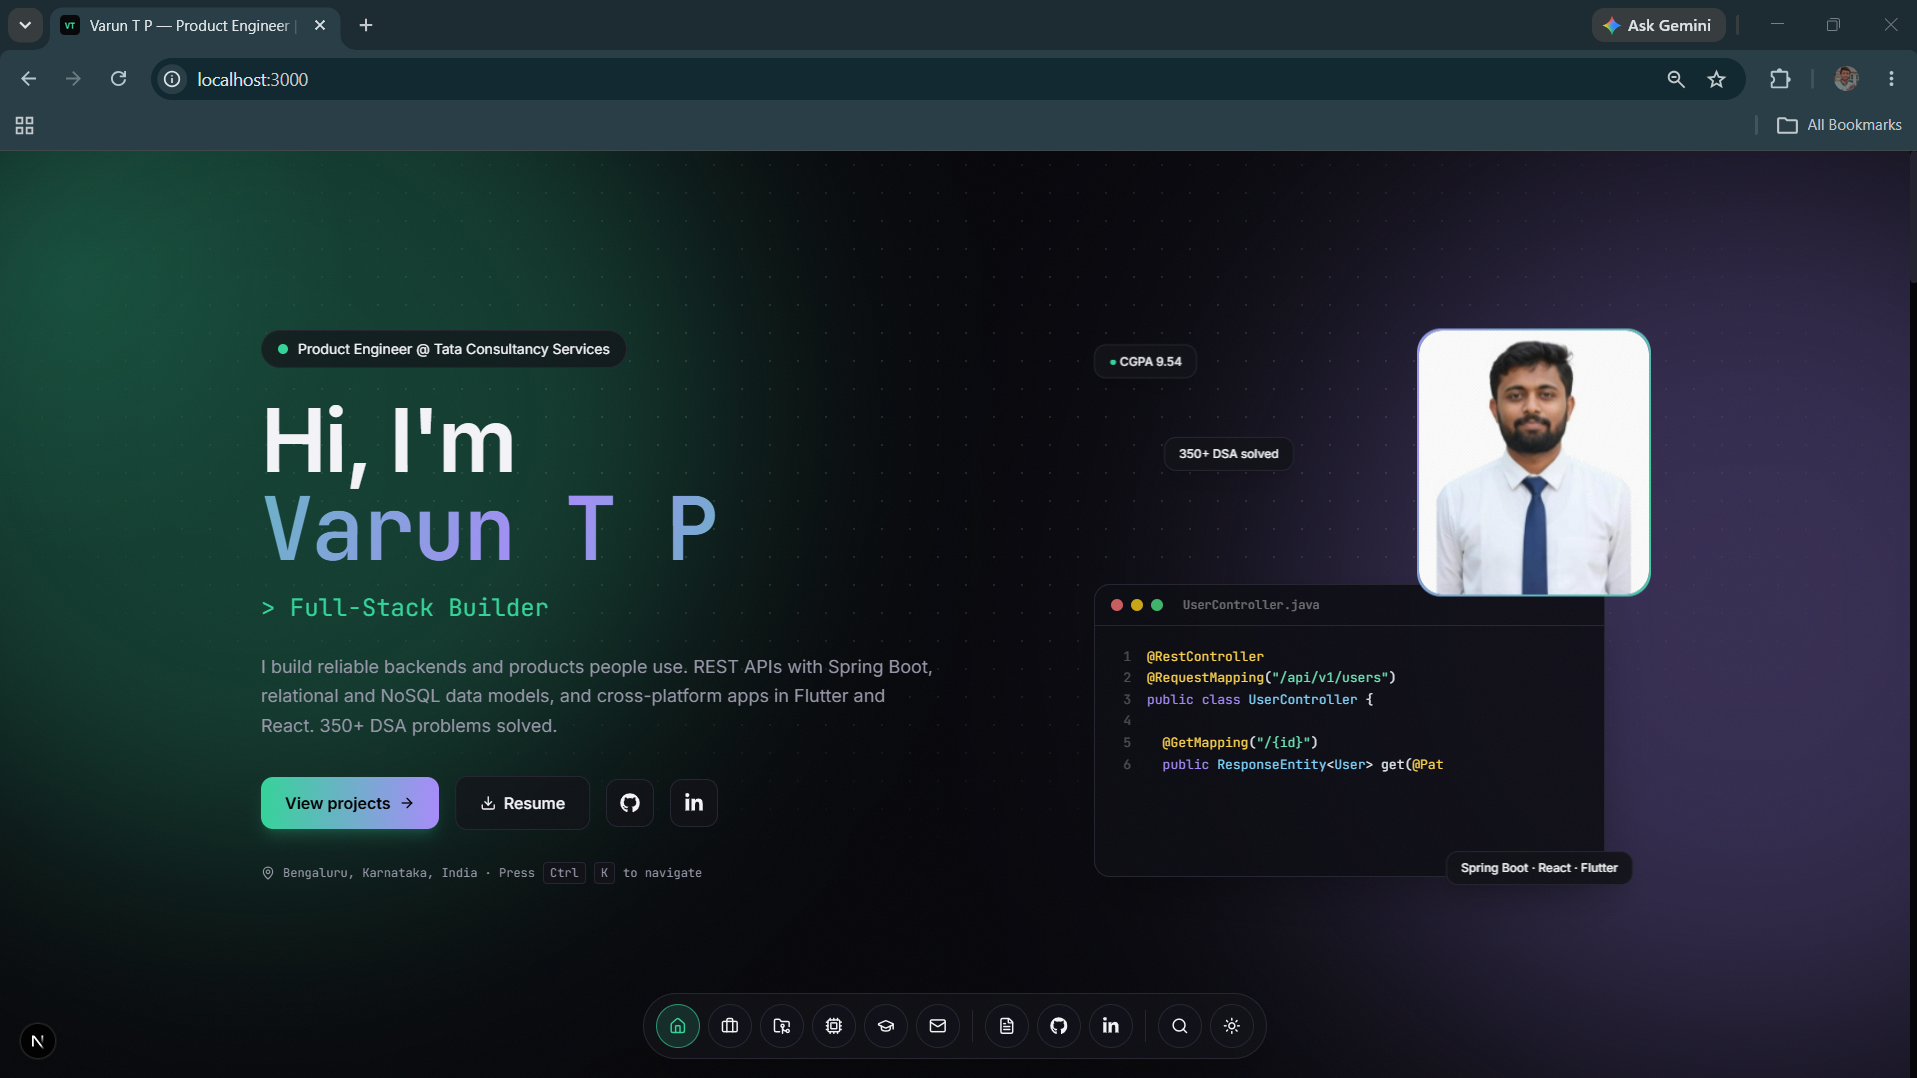 VT
Varun T P — Product Engineer |
Ask Gemini
localhost:3000
All Bookmarks
Product Engineer @ Tata Consultancy Services
Hi, I'm
Varun T P
> Full-Stack Builder
I build reliable backends and products people use. REST APIs with Spring Boot,
relational and NoSQL data models, and cross-platform apps in Flutter and
React. 350+ DSA problems solved.
View projects →
Resume
in
Bengaluru, Karnataka, India · Press Ctrl K to navigate
CGPA 9.54
350+ DSA solved
UserController.java
1 @RestController
2 @RequestMapping("/api/v1/users")
3 public class UserController {
4
5 @GetMapping("/{id}")
6 public ResponseEntity<User> get(@Pat
Spring Boot · React · Flutter
in
N